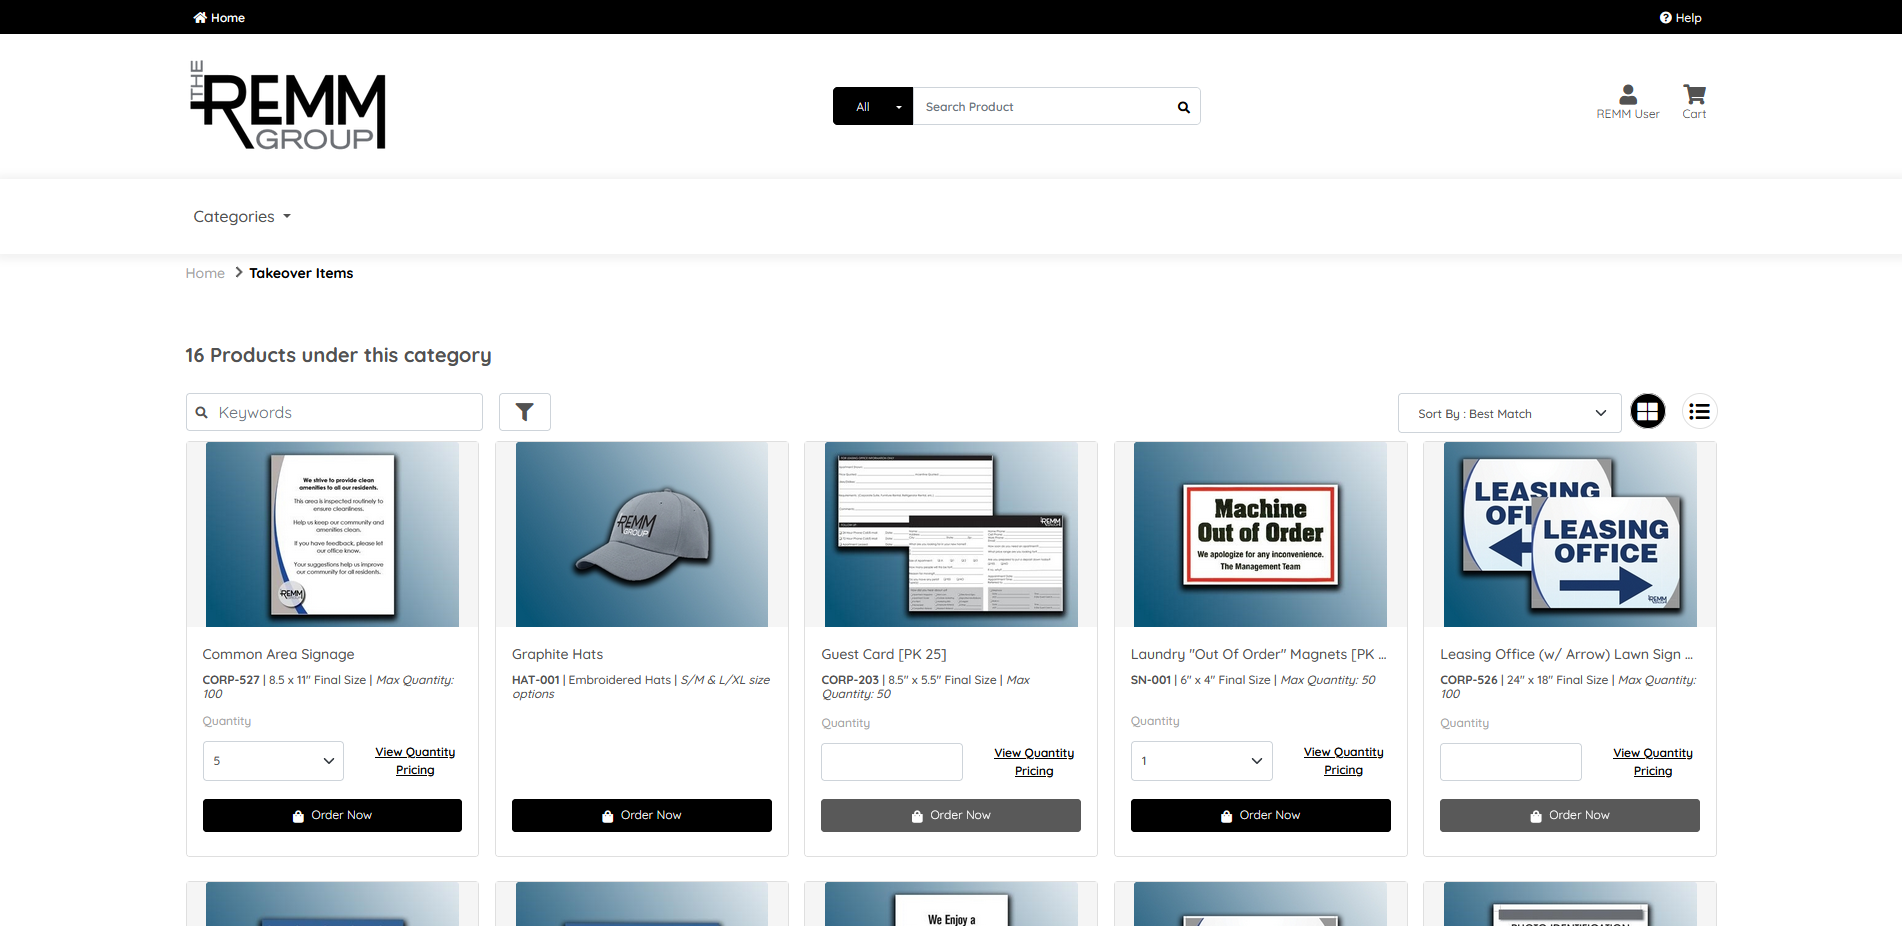 Home
Help
THE
REMM
GROUP
All
Search Product
REMM User
Cart
Categories
Home
Takeover Items
16 Products under this category
Keywords
Sort By : Best Match
We strive to provide clean
amenities to all our residents.
This area is inspected routinely to
ensure cleanliness.
Help us keep our community and
amenities clean.
If you have feedback, please let
our office know.
Your suggestions help us improve
our community for all residents.
REMM
REMM
GROUP
REMM
GROUP
Machine
Out of Order
We apologize for any inconvenience.
The Management Team
LEASING
LEASING
OFFICE
REMM
GROUP
Common Area Signage
CORP-527 | 8.5 x 11" Final Size | Max Quantity:
100
Quantity
5
View Quantity
Pricing
Order Now
Graphite Hats
HAT-001 | Embroidered Hats | S/M & L/XL size
options
Order Now
Guest Card [PK 25]
CORP-203 | 8.5" x 5.5" Final Size | Max
Quantity: 50
Quantity
View Quantity
Pricing
Order Now
Laundry "Out Of Order" Magnets [PK ...
SN-001 | 6" x 4" Final Size | Max Quantity: 50
Quantity
1
View Quantity
Pricing
Order Now
Leasing Office (w/ Arrow) Lawn Sign ...
CORP-526 | 24" x 18" Final Size | Max Quantity:
100
Quantity
View Quantity
Pricing
Order Now
We Enjoy a